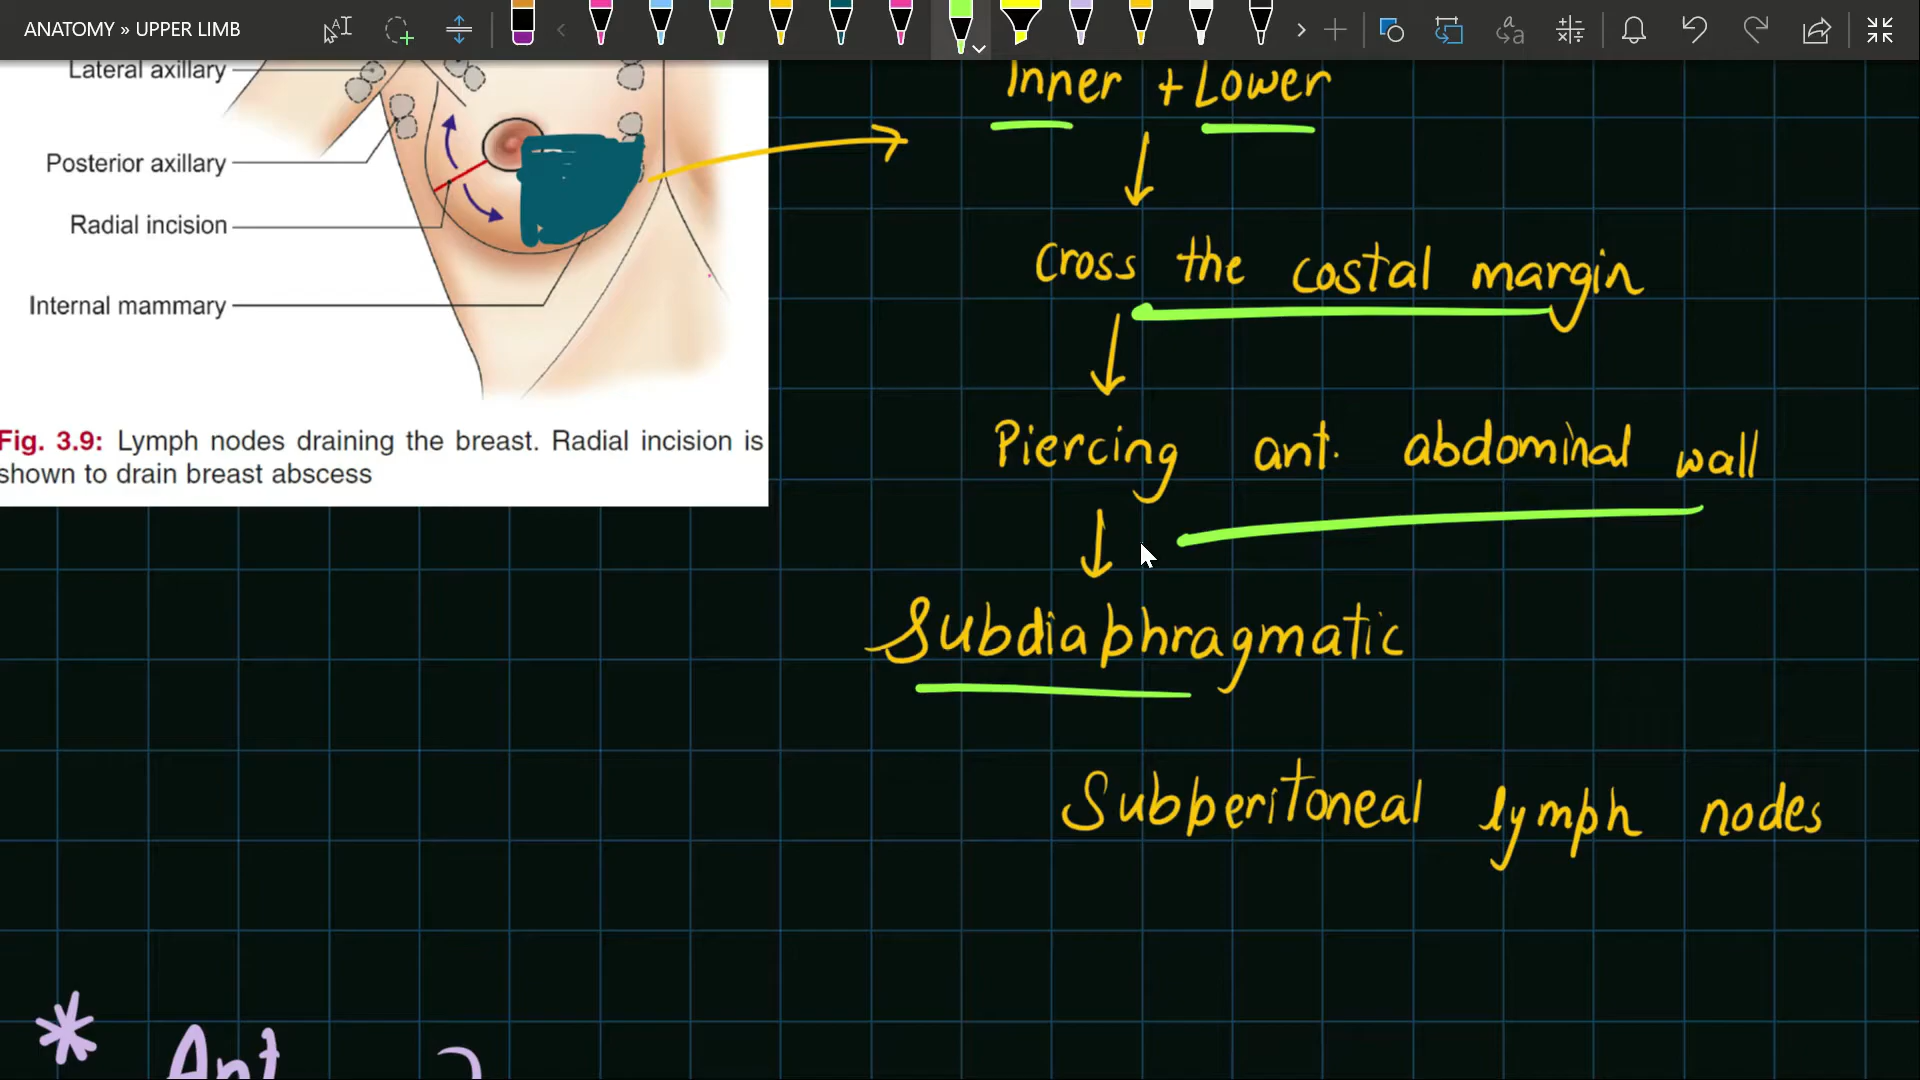 ANATOMY » UPPER LIMB
Lateral axillary
Posterior axillary
Radial incision
Internal mammary
Fig. 3.9: Lymph nodes draining the breast. Radial incision is
shown to drain breast abscess
Inner + Lower
Cross the costal margin
Piercing ant. abdominal wall
Subdiaphragmatic
Subperitoneal lymph nodes
* Ant